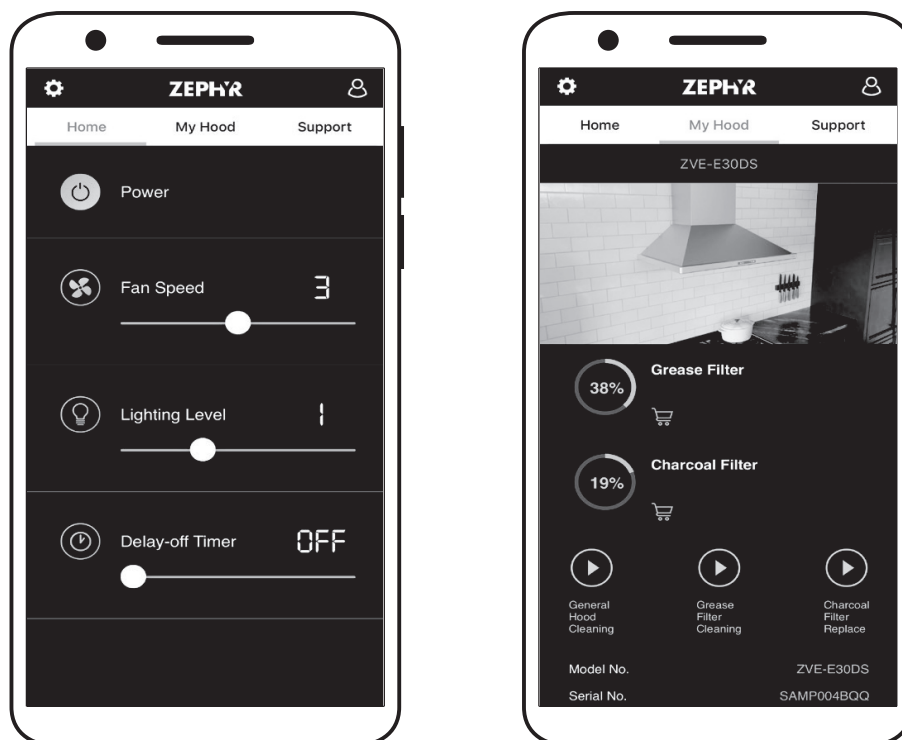 ZEPHYR
Home My Hood Support
Power
Fan Speed 3
Lighting Level 1
Delay-off Timer OFF
ZEPHYR
Home My Hood Support
ZVE-E30DS
38% Grease Filter
19% Charcoal Filter
General
Hood
Cleaning
Grease
Filter
Cleaning
Charcoal
Filter
Replace
Model No. ZVE-E30DS
Serial No. SAMP004BQQ